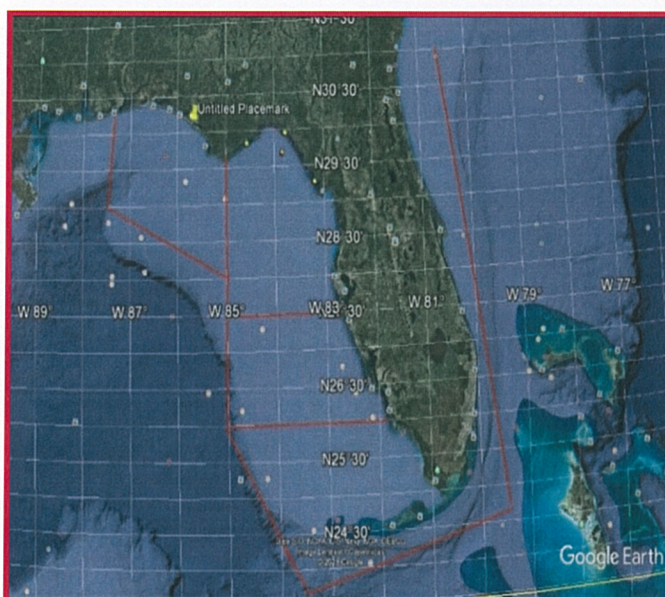 N31°30'
N30°30'
Untitled Placemark
N29°30'
N28°30'
W 89°
W 87°
W 85°
W 83°
W 81°
W 79°
W 77°
N26°30'
N25°30'
N24°30'
Google Earth